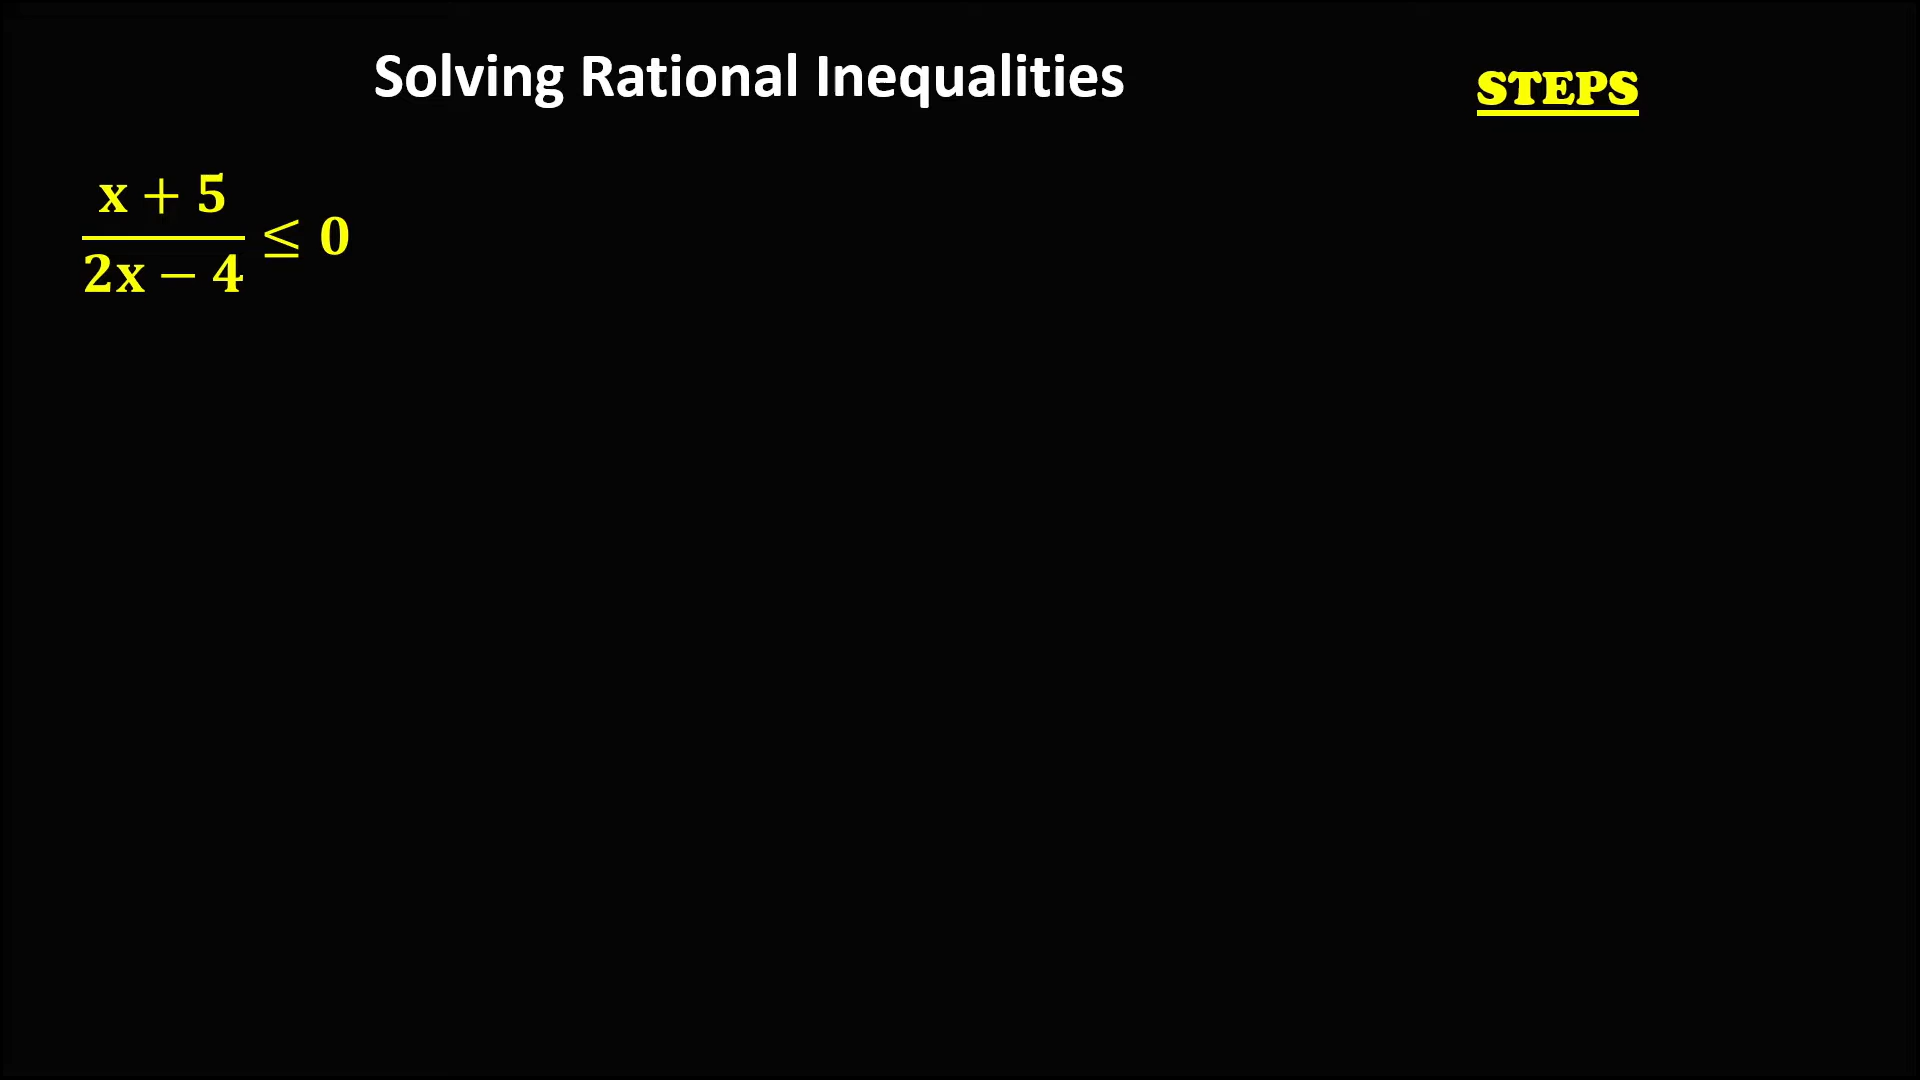 Solving Rational Inequalities
STEPS
x + 5
2x − 4
≤ 0